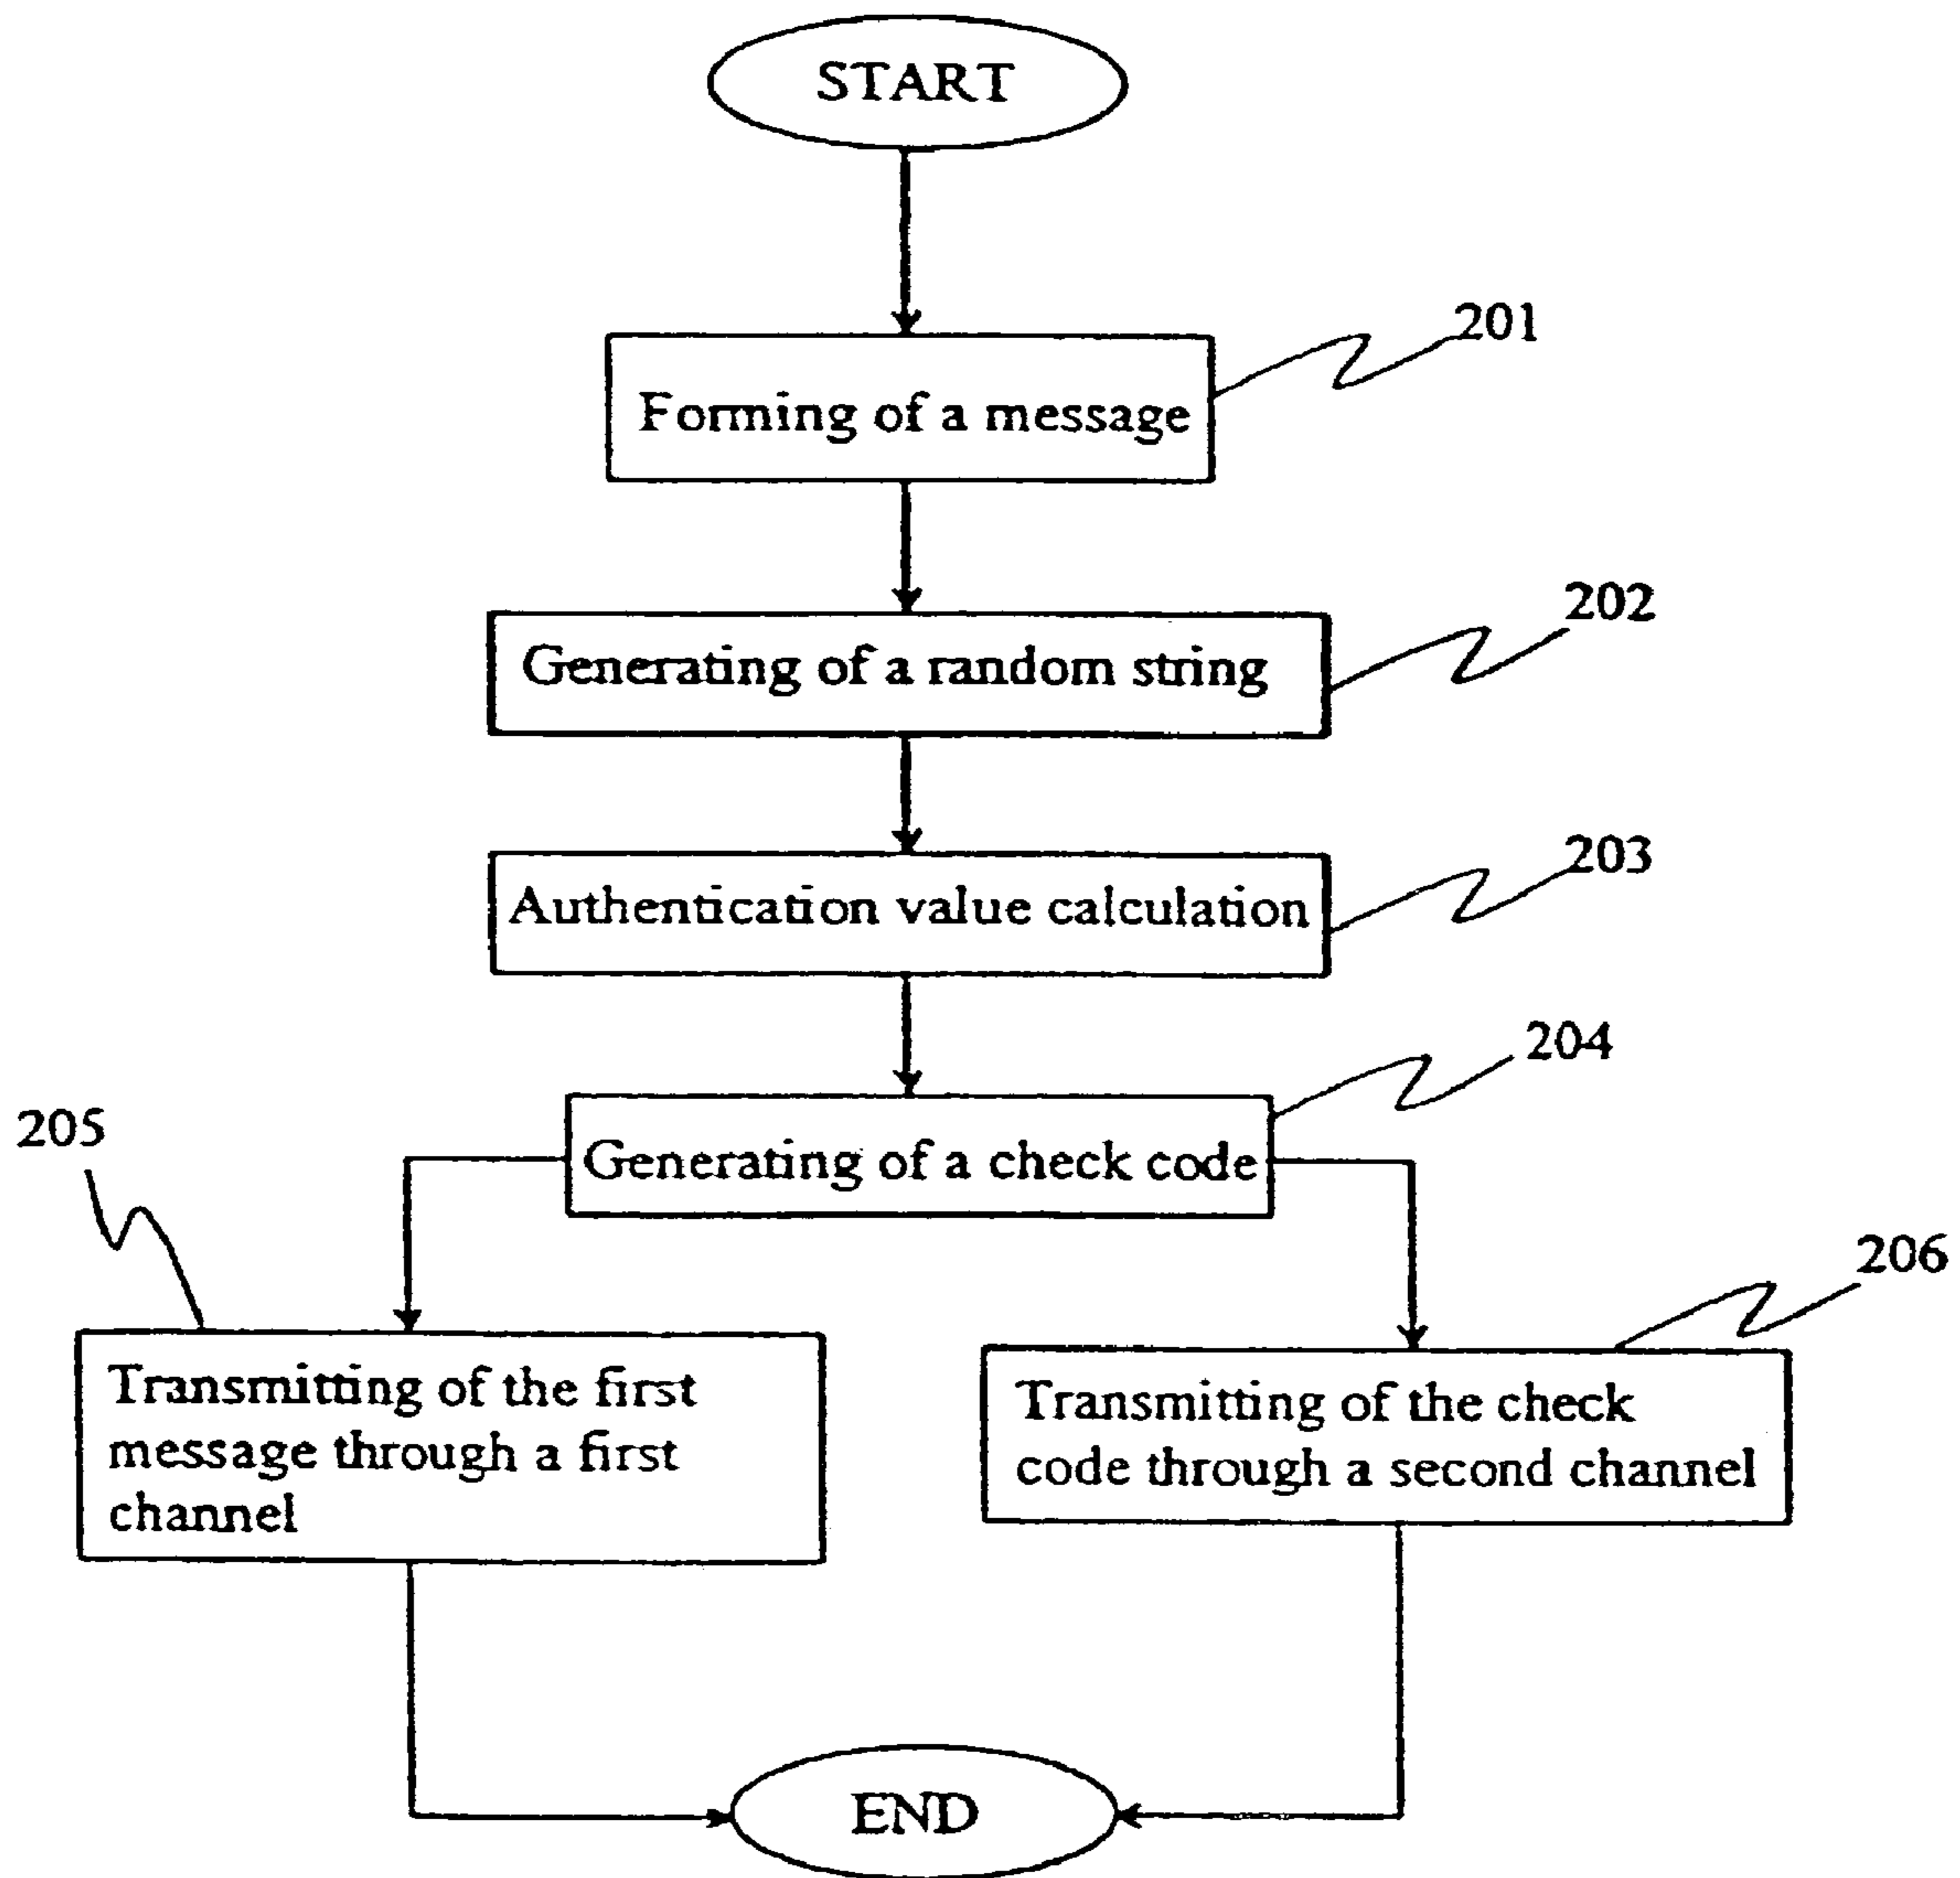 START
201
Forming of a message
202
Generating of a random string
203
Authentication value calculation
204
Generating of a check code
205
206
Transmitting of the first
message through a first
channel
Transmitting of the check
code through a second channel
END